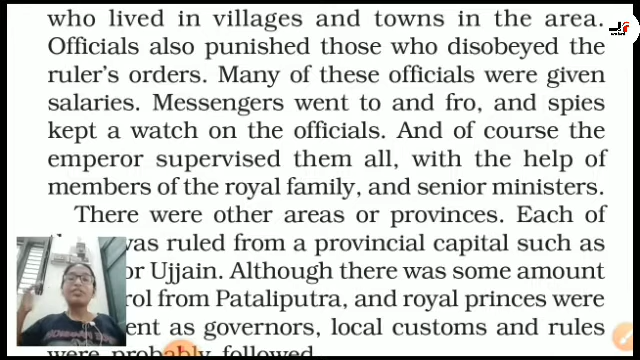 who lived in villages and towns in the area.
Officials also punished those who disobeyed the
ruler's orders. Many of these officials were given
salaries. Messengers went to and fro, and spies
kept a watch on the officials. And of course the
emperor supervised them all, with the help of
members of the royal family, and senior ministers.
There were other areas or provinces. Each of
was ruled from a provincial capital such as
or Ujjain. Although there was some amount
from Pataliputra, and royal princes were
as governors, local customs and rules
were probably followed.